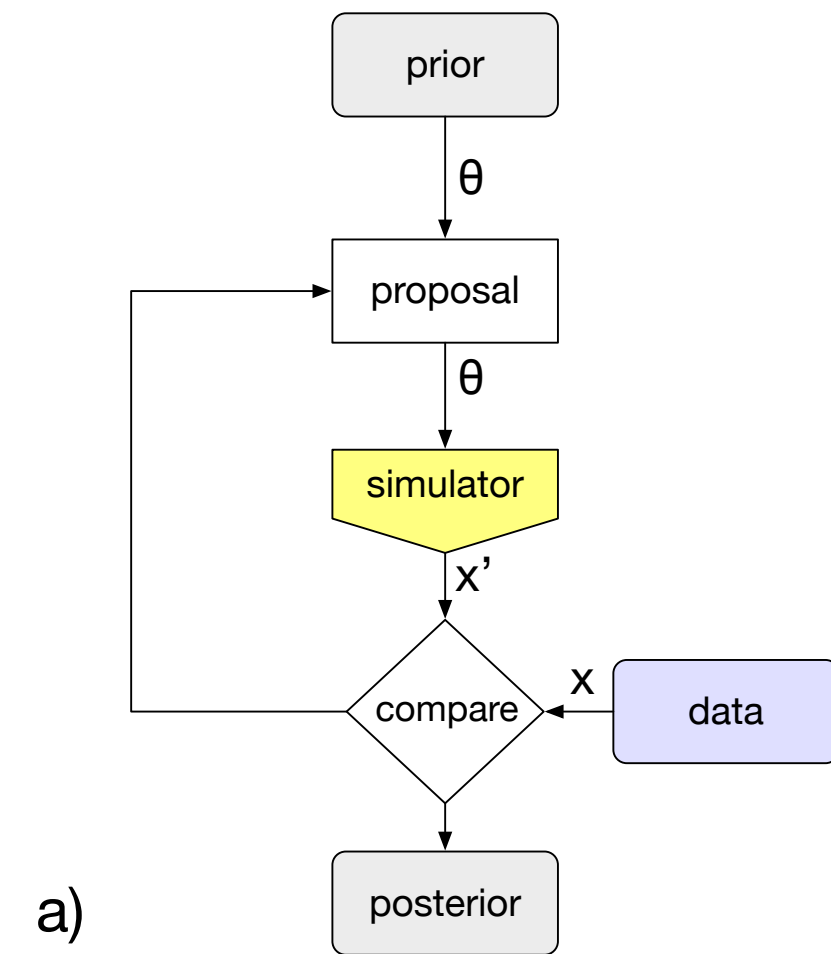 prior
θ
proposal
θ
simulator
x’
compare
x
data
posterior
a)